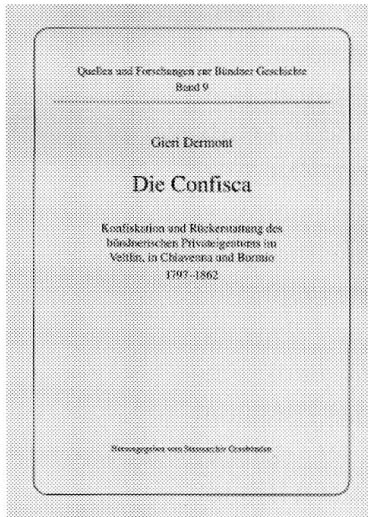 Quellen und Forschungen zur Bündner Geschichte
Band 9
Gieri Dermont
Die Confisca
Konfiskation und Rückerstattung des
bündnerischen Privateigentums im
Veltlin, in Chiavenna und Bormio
1797–1862
Herausgegeben vom Staatsarchiv Graubünden